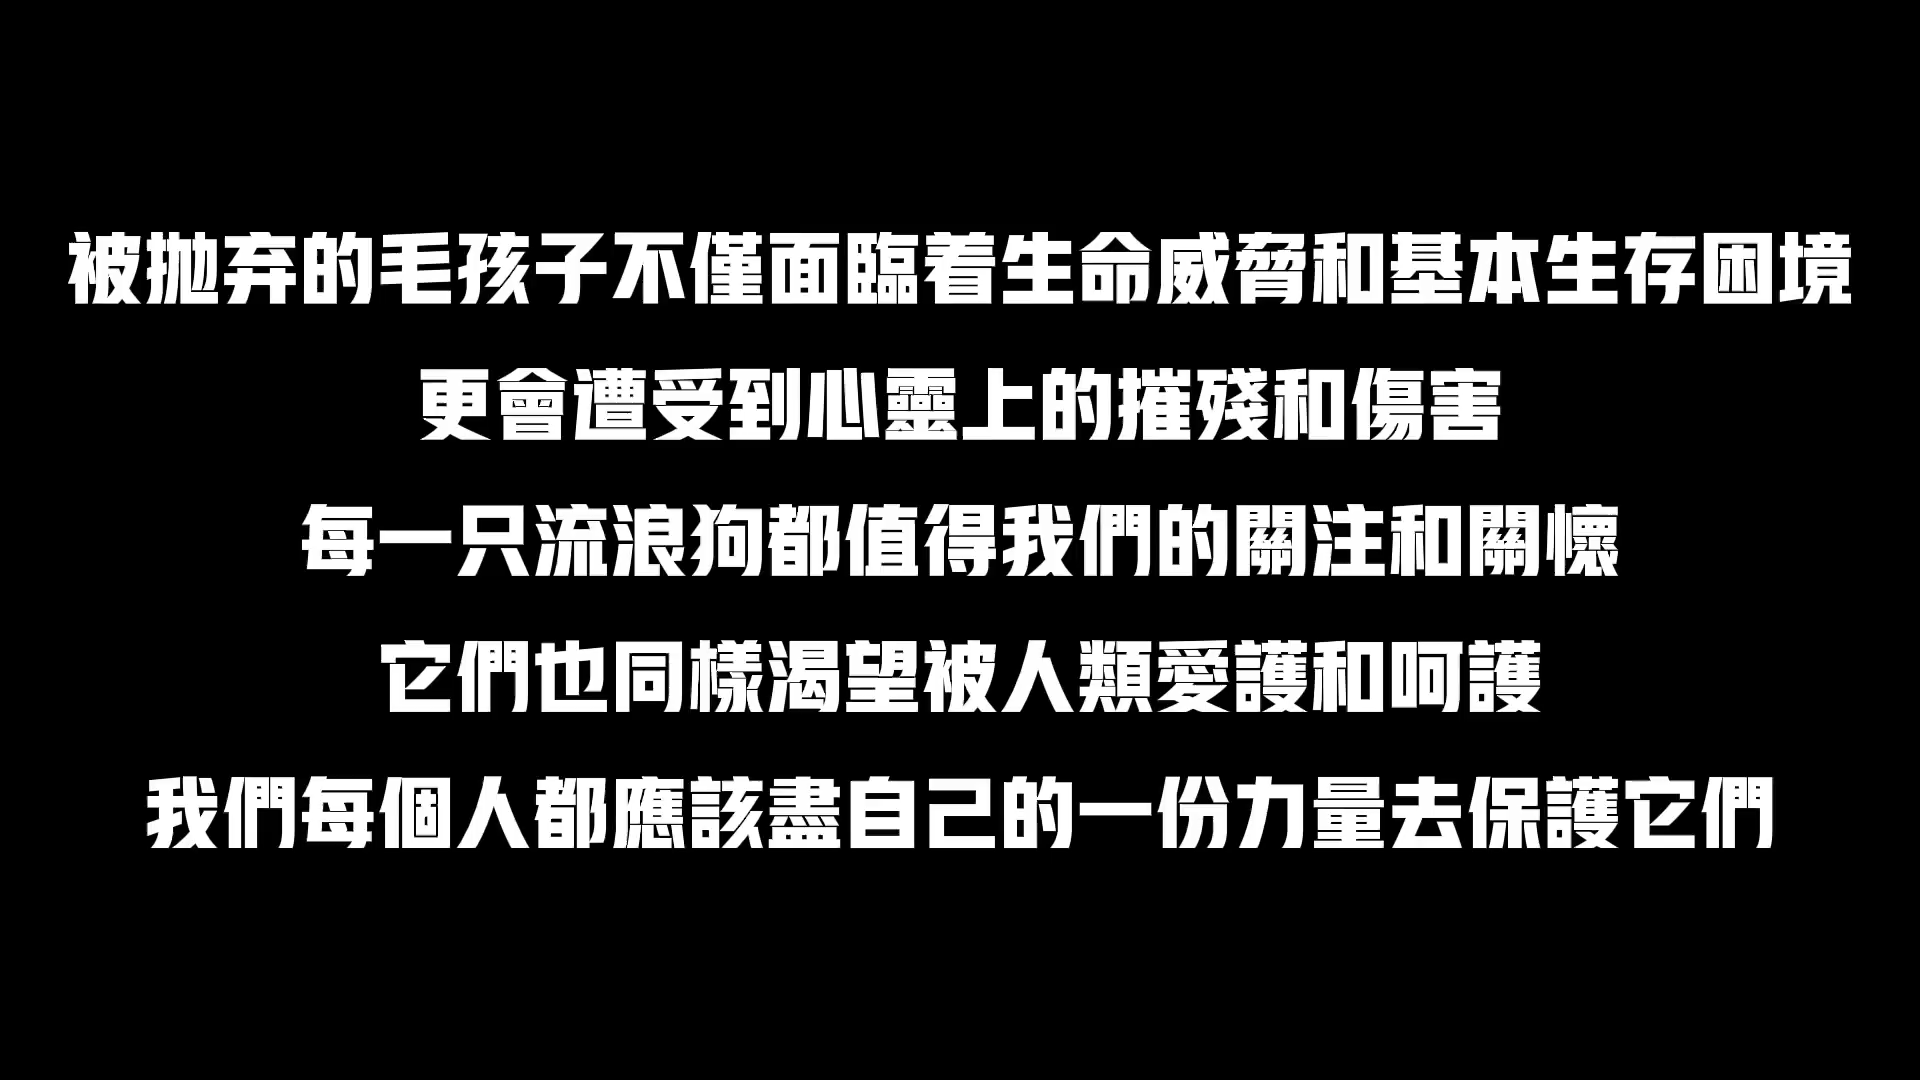 被拋弃的毛孩子不僅面臨着生命威脅和基本生存困境
更會遭受到心靈上的摧殘和傷害
每一只流浪狗都值得我們的關注和關懷
它們也同樣渴望被人類愛護和呵護
我們每個人都應該盡自己的一份力量去保護它們